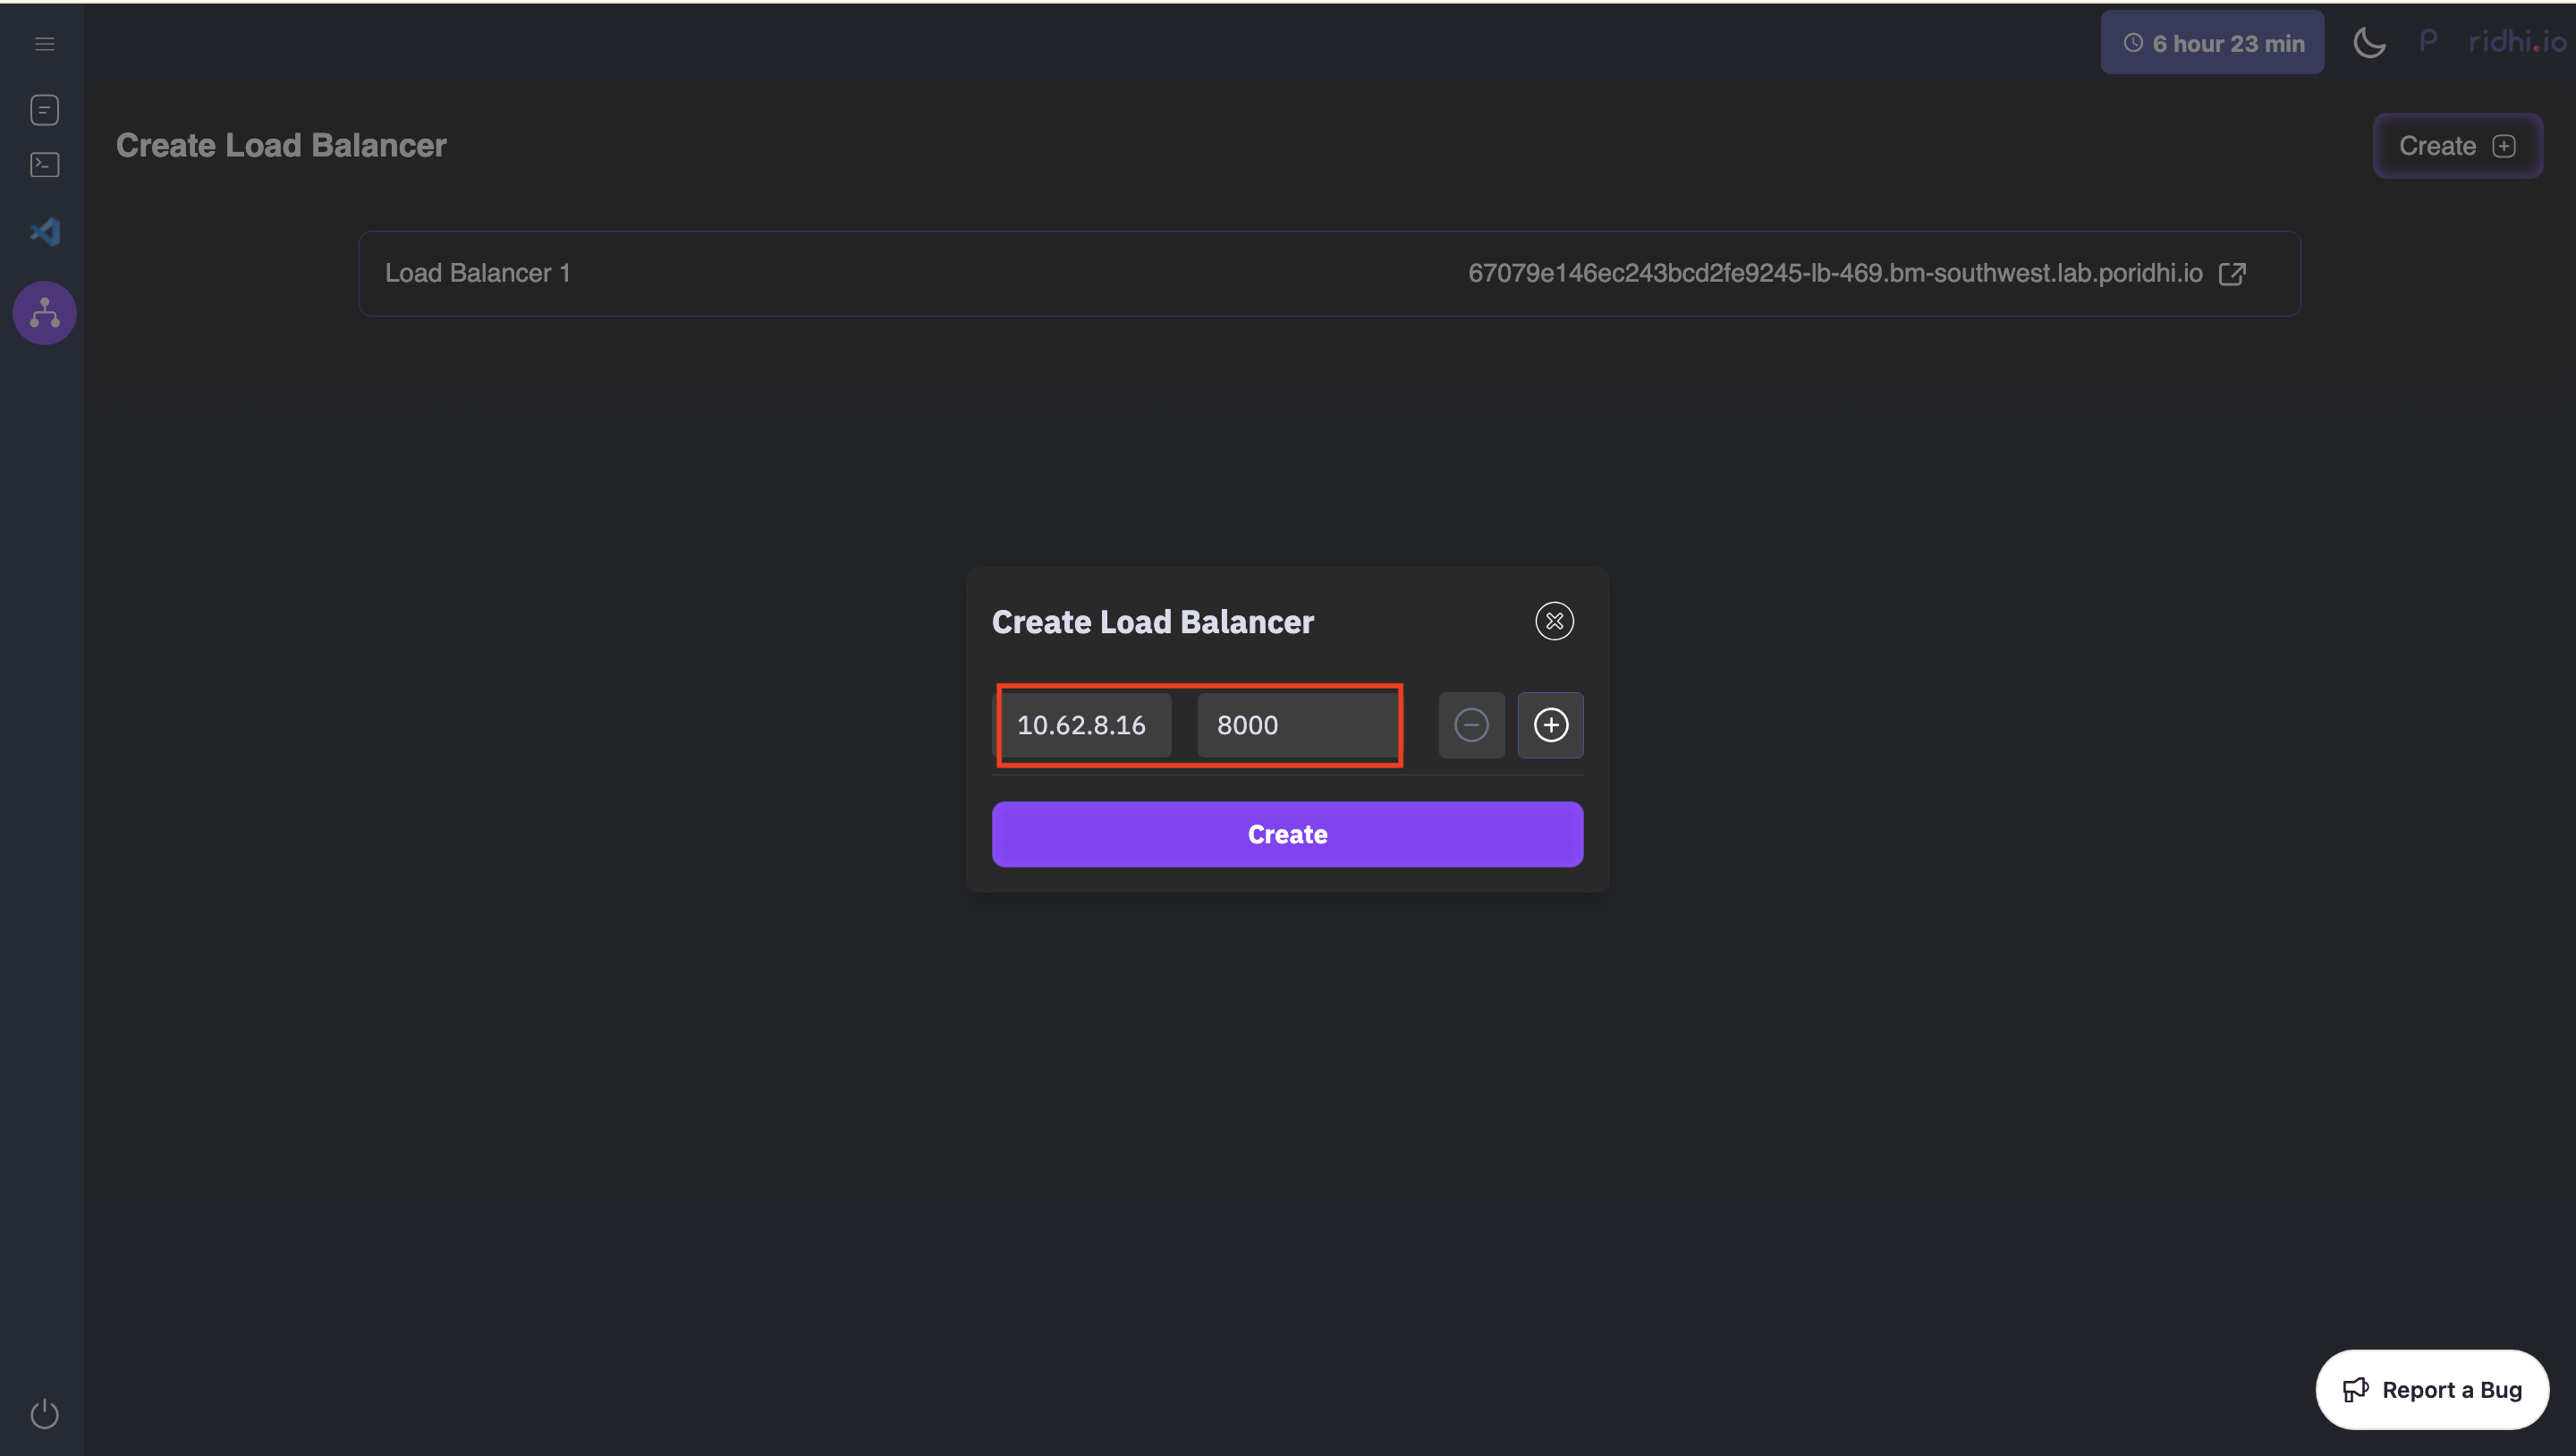 6 hour 23 min
P ridhi.io
Create Load Balancer
Create
Load Balancer 1
67079e146ec243bcd2fe9245-lb-469.bm-southwest.lab.poridhi.io
Create Load Balancer
10.62.8.16
8000
Create
Report a Bug